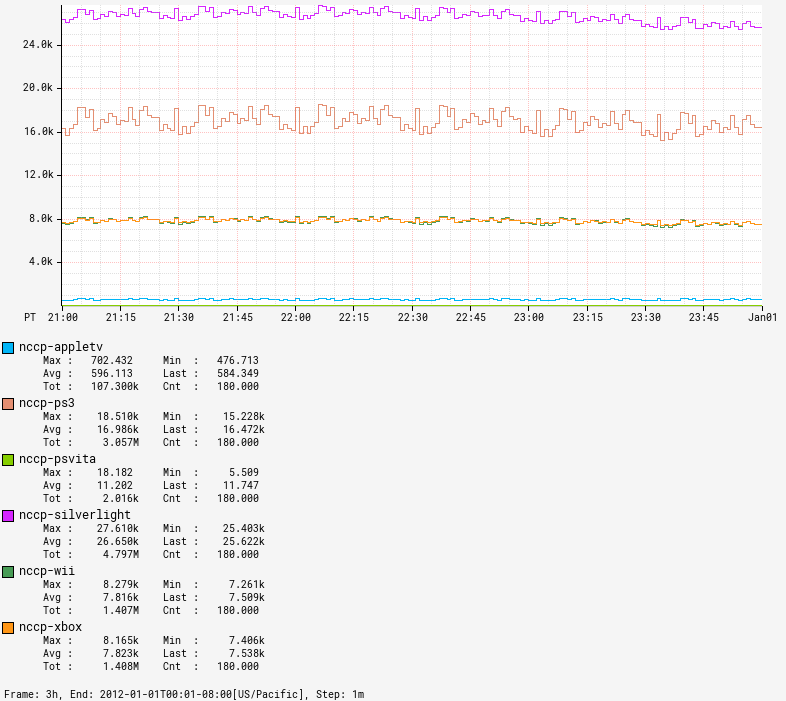 24.0k
20.0k
16.0k
12.0k
8.0k
4.0k
PT 21:00 21:15 21:30 21:45 22:00 22:15 22:30 22:45 23:00 23:15 23:30 23:45 Jan01
nccp-appletv
Max : 702.432 Min : 476.713
Avg : 596.113 Last : 584.349
Tot : 107.300k Cnt : 180.000
nccp-ps3
Max : 18.510k Min : 15.228k
Avg : 16.986k Last : 16.472k
Tot : 3.057M Cnt : 180.000
nccp-psvita
Max : 18.182 Min : 5.509
Avg : 11.202 Last : 11.747
Tot : 2.016k Cnt : 180.000
nccp-silverlight
Max : 27.610k Min : 25.403k
Avg : 26.650k Last : 25.622k
Tot : 4.797M Cnt : 180.000
nccp-wii
Max : 8.279k Min : 7.261k
Avg : 7.816k Last : 7.509k
Tot : 1.407M Cnt : 180.000
nccp-xbox
Max : 8.165k Min : 7.406k
Avg : 7.823k Last : 7.538k
Tot : 1.408M Cnt : 180.000
Frame: 3h, End: 2012-01-01T00:01-08:00[US/Pacific], Step: 1m